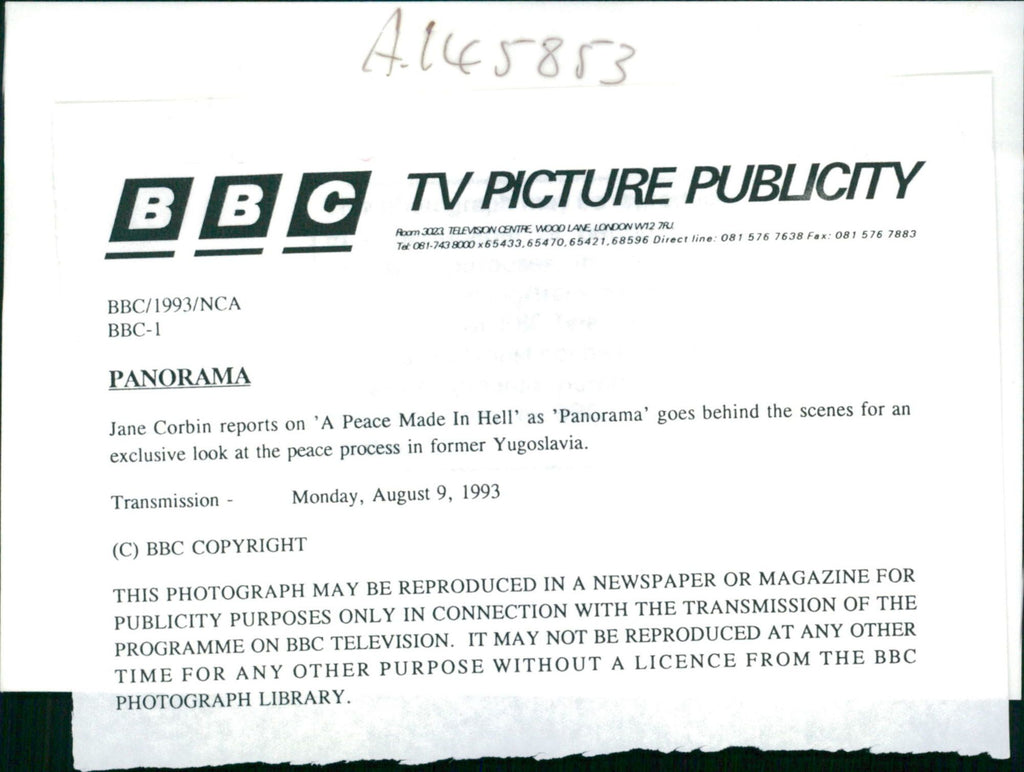 A.145853
BBC TV PICTURE PUBLICITY
Room 3023, TELEVISION CENTRE, WOOD LANE, LONDON W12 7RJ.
Tel: 081-743 8000 x65433,65470,65421,68596 Direct line: 081 576 7638 Fax: 081 576 7883
BBC/1993/NCA
BBC-1
PANORAMA
Jane Corbin reports on 'A Peace Made In Hell' as 'Panorama' goes behind the scenes for an
exclusive look at the peace process in former Yugoslavia.
Transmission - Monday, August 9, 1993
(C) BBC COPYRIGHT
THIS PHOTOGRAPH MAY BE REPRODUCED IN A NEWSPAPER OR MAGAZINE FOR
PUBLICITY PURPOSES ONLY IN CONNECTION WITH THE TRANSMISSION OF THE
PROGRAMME ON BBC TELEVISION. IT MAY NOT BE REPRODUCED AT ANY OTHER
TIME FOR ANY OTHER PURPOSE WITHOUT A LICENCE FROM THE BBC
PHOTOGRAPH LIBRARY.